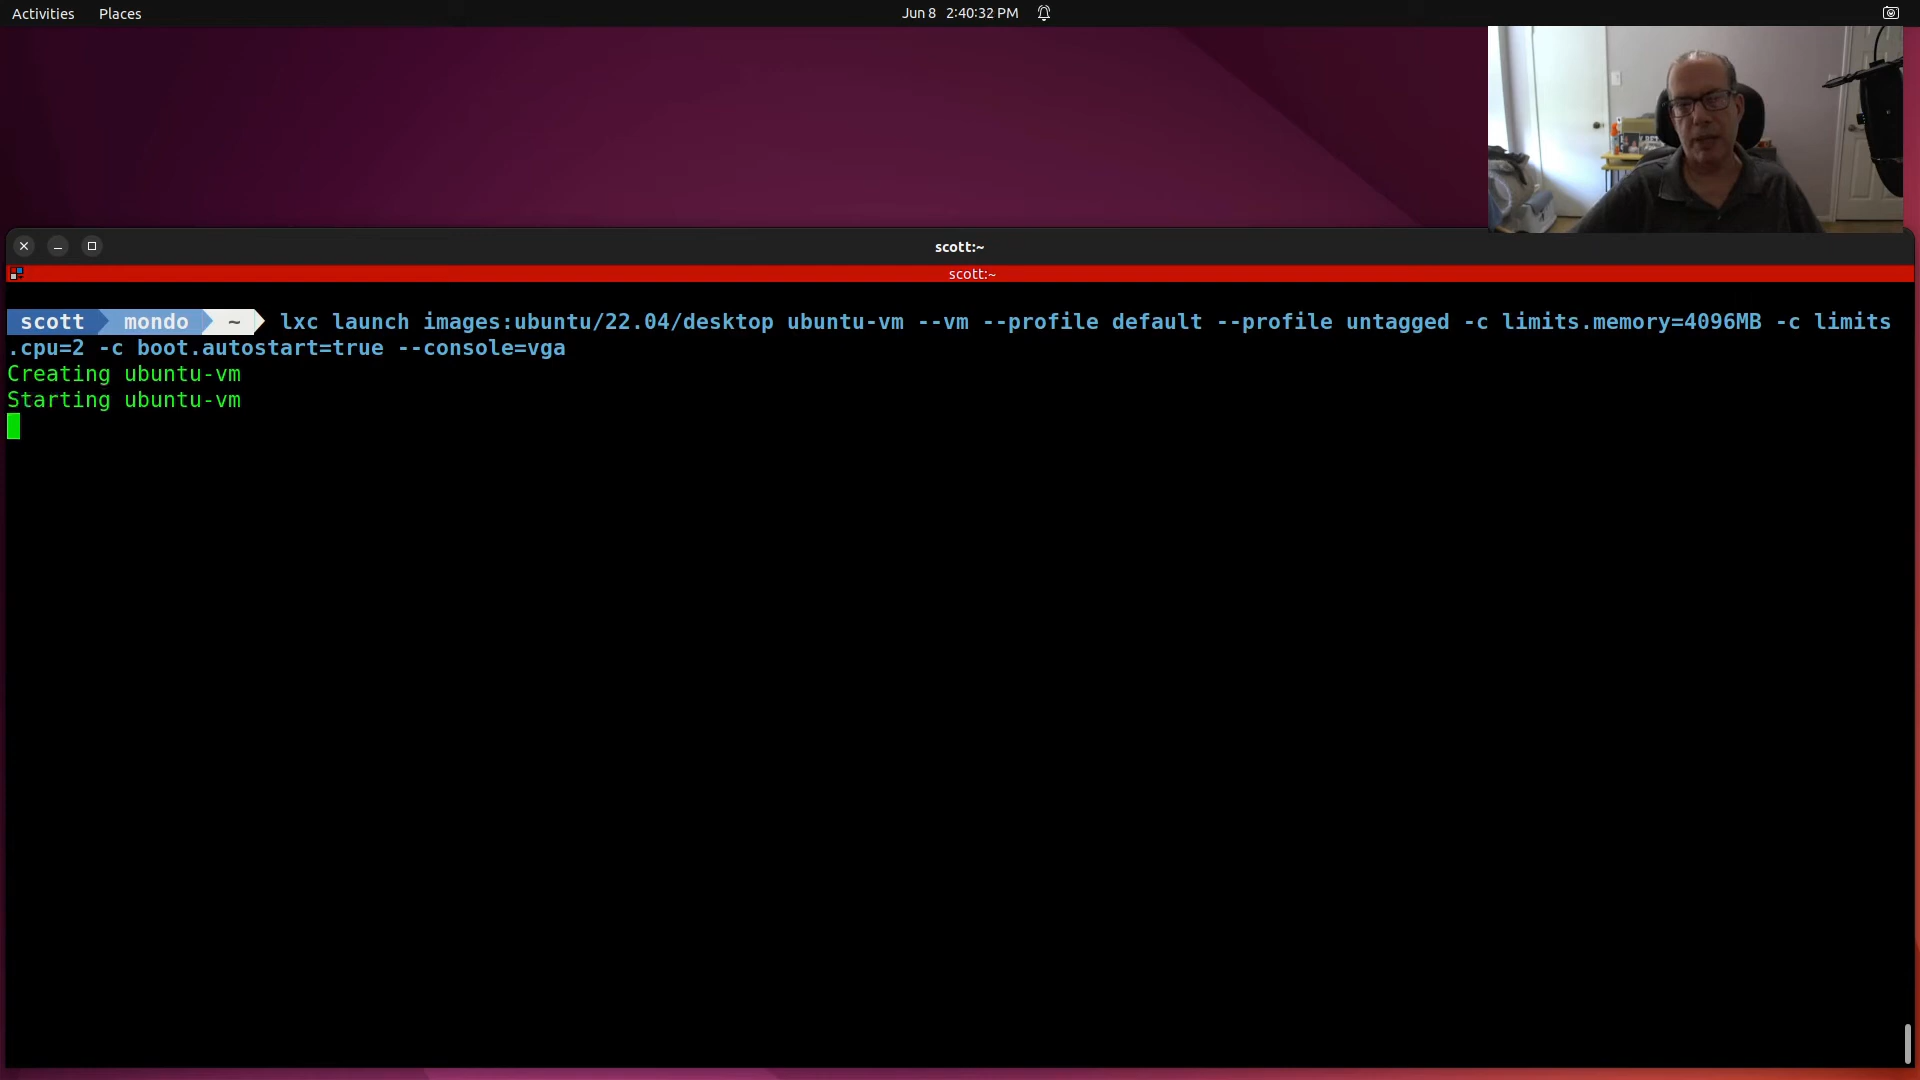 Activities Places Jun 8 2:40:32 PM
scott:~
scott:~
scott mondo ~ lxc launch images:ubuntu/22.04/desktop ubuntu-vm --vm --profile default --profile untagged -c limits.memory=4096MB -c limits
.cpu=2 -c boot.autostart=true --console=vga
Creating ubuntu-vm
Starting ubuntu-vm